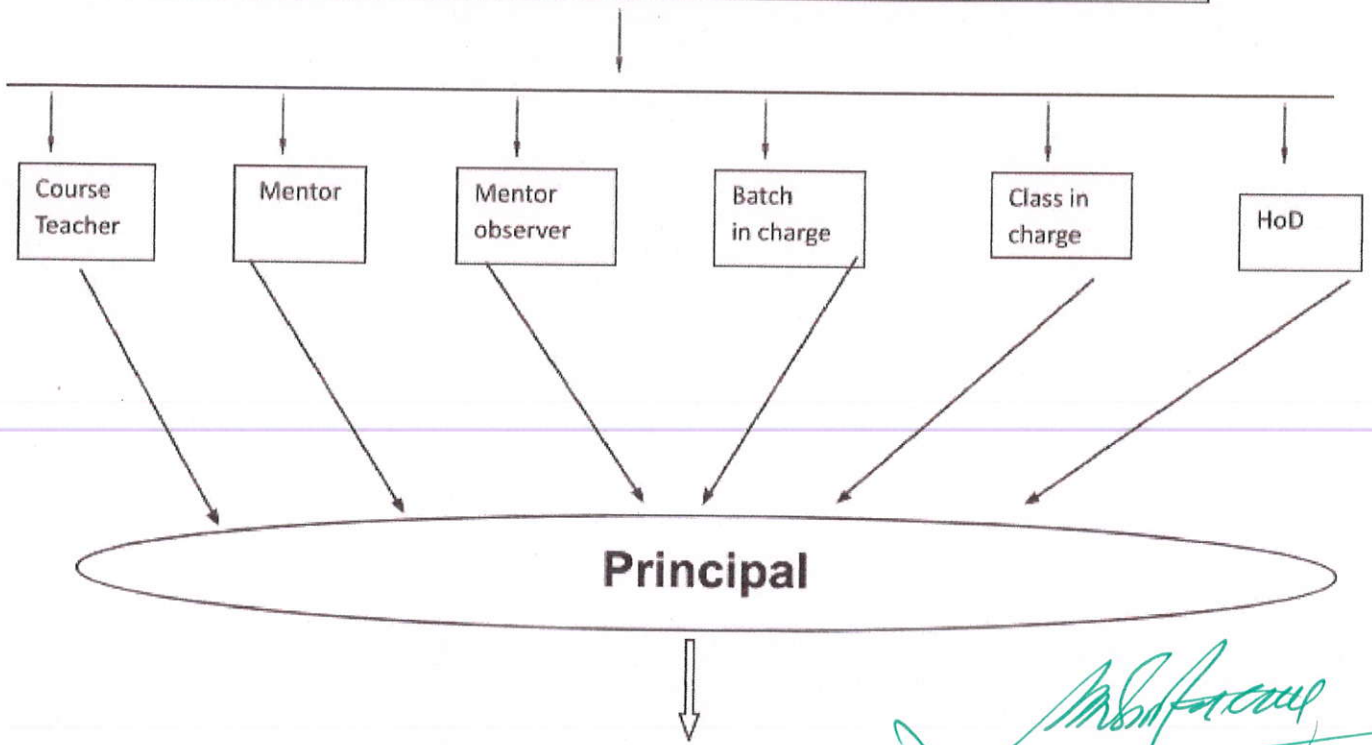 Course
Teacher
Mentor
Mentor
observer
Batch
in charge
Class in
charge
HoD
Principal